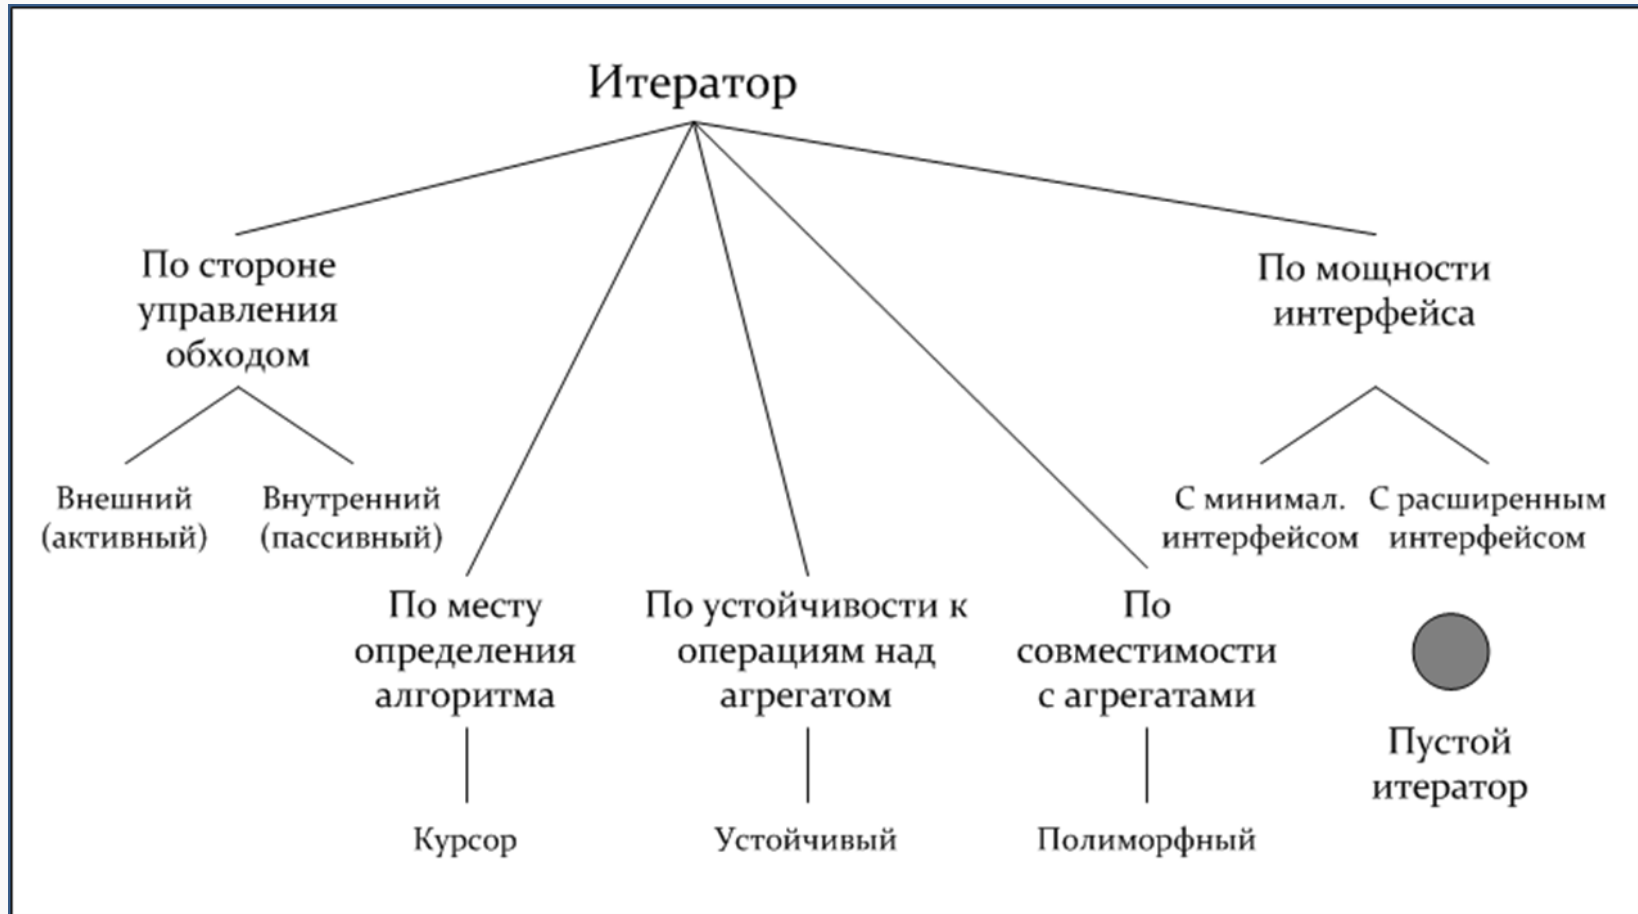 Итератор
По стороне
управления
обходом
Внешний
(активный)
Внутренний
(пассивный)
По месту
определения
алгоритма
Курсор
По устойчивости к
операциям над
агрегатом
Устойчивый
По
совместимости
с агрегатами
Полиморфный
По мощности
интерфейса
С минимал.
интерфейсом
С расширенным
интерфейсом
Пустой
итератор